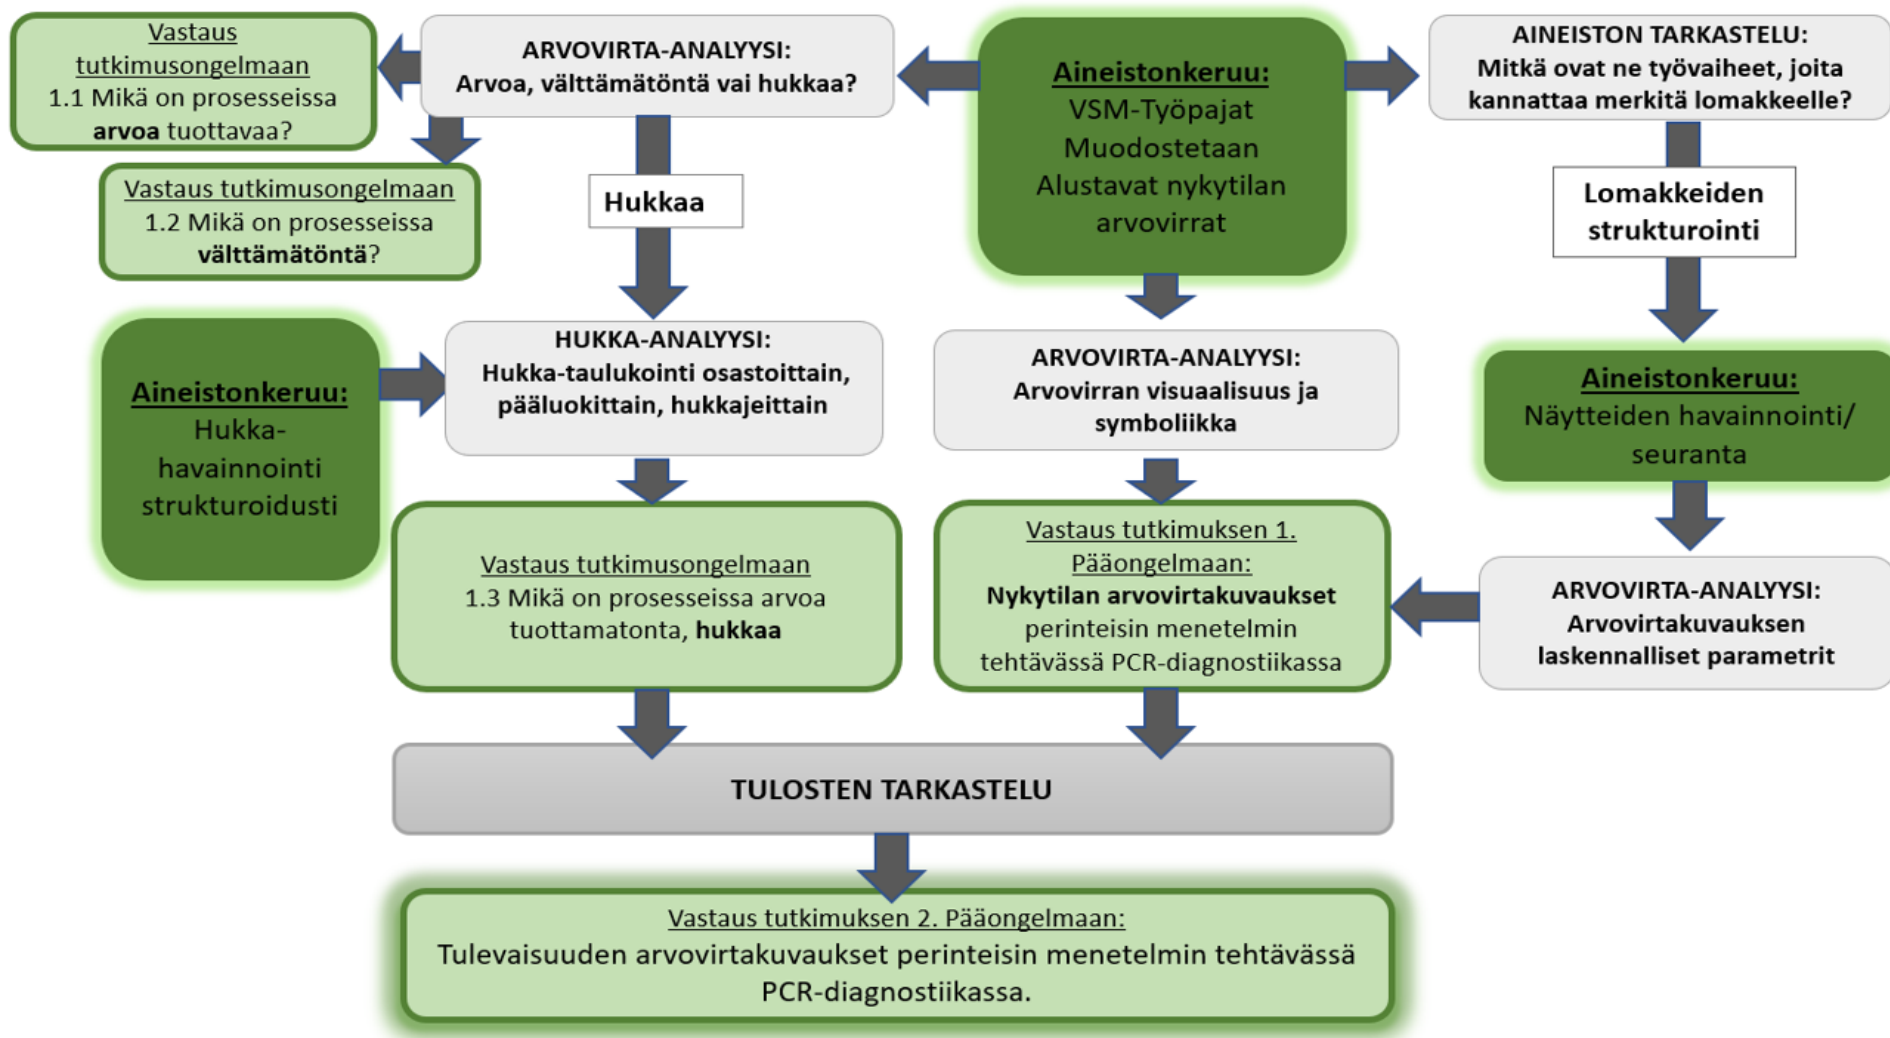 Vastaus
tutkimusongelmaan
1.1 Mikä on prosesseissa
arvoa tuottavaa?
ARVOVIRTA-ANALYYSI:
Arvoa, välttämätöntä vai hukkaa?
Aineistonkeruu:
VSM-Työpajat
Muodostetaan
Alustavat nykytilan
arvovirrat
AINEISTON TARKASTELU:
Mitkä ovat ne työvaiheet, joita
kannattaa merkitä lomakkeelle?
Vastaus tutkimusongelmaan
1.2 Mikä on prosesseissa
välttämätöntä?
Hukkaa
Lomakkeiden
strukturointi
Aineistonkeruu:
Hukka-
havainnointi
strukturoidusti
HUKKA-ANALYYSI:
Hukka-taulukointi osastoittain,
pääluokittain, hukkajeittain
ARVOVIRTA-ANALYYSI:
Arvovirran visuaalisuus ja
symboliikka
Aineistonkeruu:
Näytteiden havainnointi/
seuranta
Vastaus tutkimusongelmaan
1.3 Mikä on prosesseissa arvoa
tuottamatonta, hukkaa
Vastaus tutkimuksen 1.
Pääongelmaan:
Nykytilan arvovirtakuvaukset
perinteisin menetelmin
tehtävässä PCR-diagnostiikassa
ARVOVIRTA-ANALYYSI:
Arvovirtakuvauksen
laskennalliset parametrit
TULOSTEN TARKASTELU
Vastaus tutkimuksen 2. Pääongelmaan:
Tulevaisuuden arvovirtakuvaukset perinteisin menetelmin tehtävässä
PCR-diagnostiikassa.